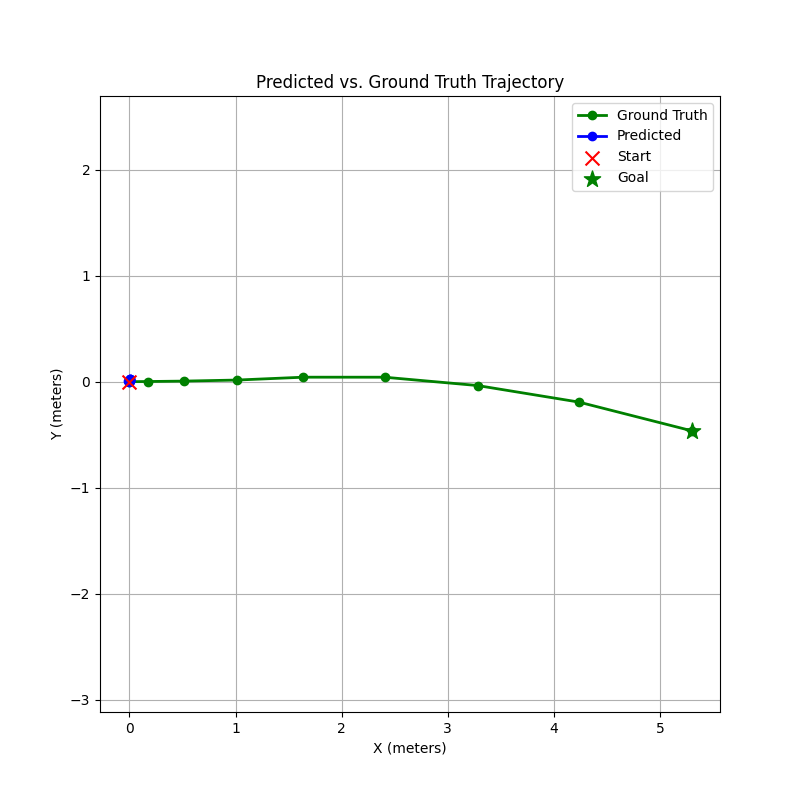 Predicted vs. Ground Truth Trajectory
Ground Truth
Predicted
Start
Goal
2
1
0
−1
−2
−3
Y (meters)
0 1 2 3 4 5
X (meters)